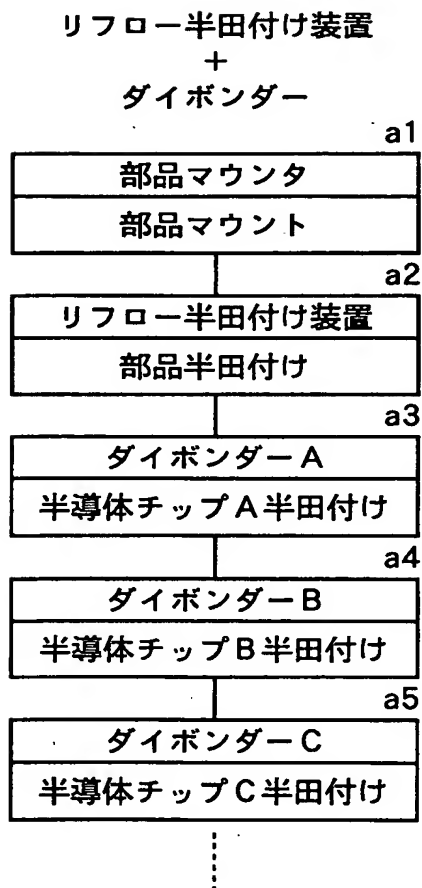 リフロー半田付け装置
+
ダイボンダー
a1
部品マウンタ
部品マウント
a2
リフロー半田付け装置
部品半田付け
a3
ダイボンダーA
半導体チップA半田付け
a4
ダイボンダーB
半導体チップB半田付け
a5
ダイボンダーC
半導体チップC半田付け